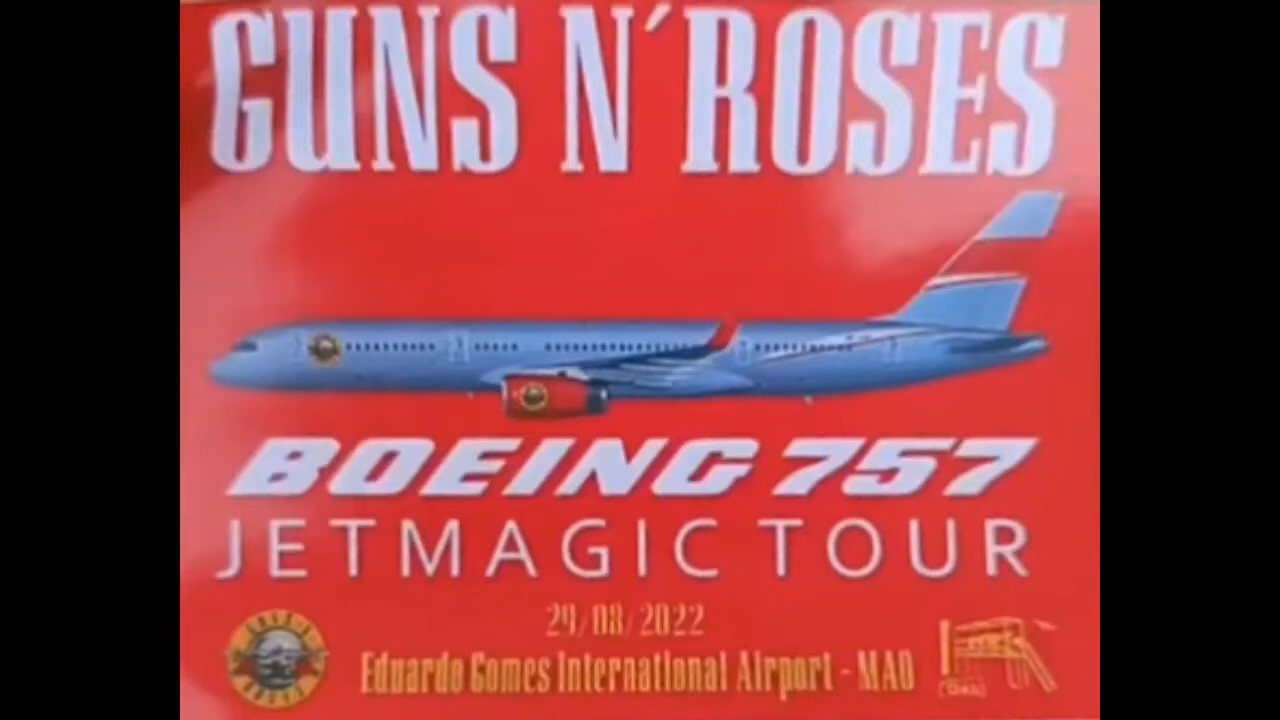 GUNS N´ROSES
BOEING 757
JETMAGIC TOUR
29/08/2022
Eduardo Gomes International Airport - MAO